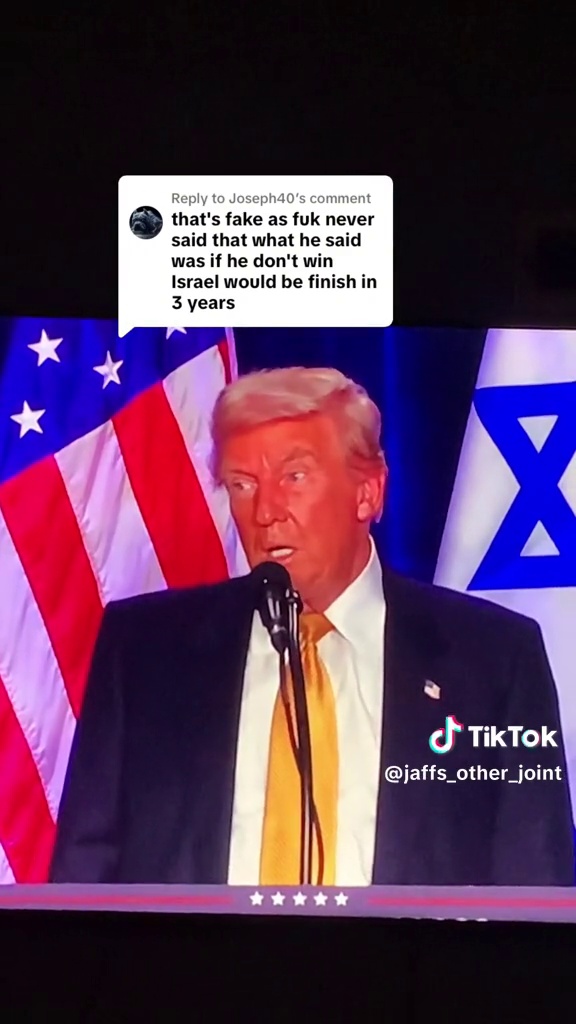 Reply to Joseph40's comment
that's fake as fuk never
said that what he said
was if he don't win
Israel would be finish in
3 years
TikTok
@jaffs_other_joint